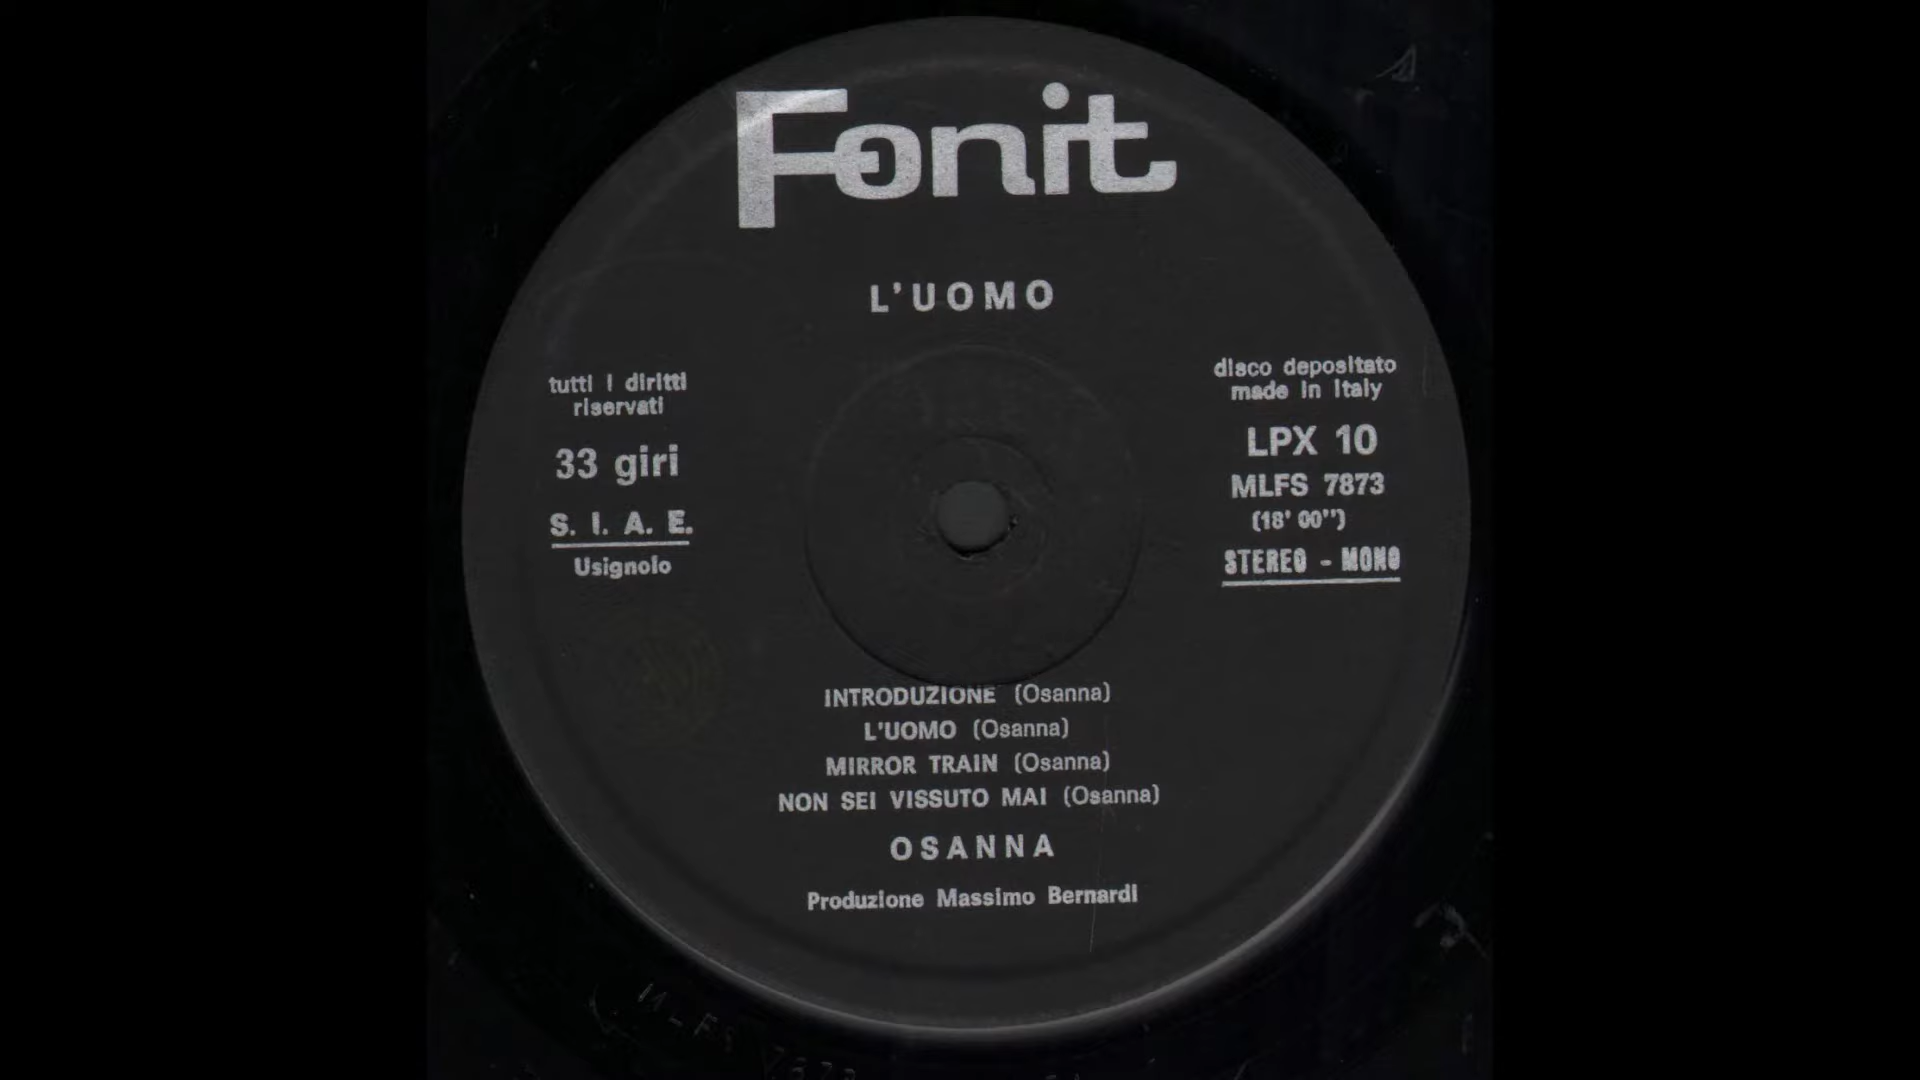 Fonit
L'UOMO
tutti i diritti
riservati
33 giri
S. I. A. E.
Usignolo
disco depositato
made in Italy
LPX 10
MLFS 7873
(18' 00")
STEREO - MONO
INTRODUZIONE (Osanna)
L'UOMO (Osanna)
MIRROR TRAIN (Osanna)
NON SEI VISSUTO MAI (Osanna)
OSANNA
Produzione Massimo Bernardi